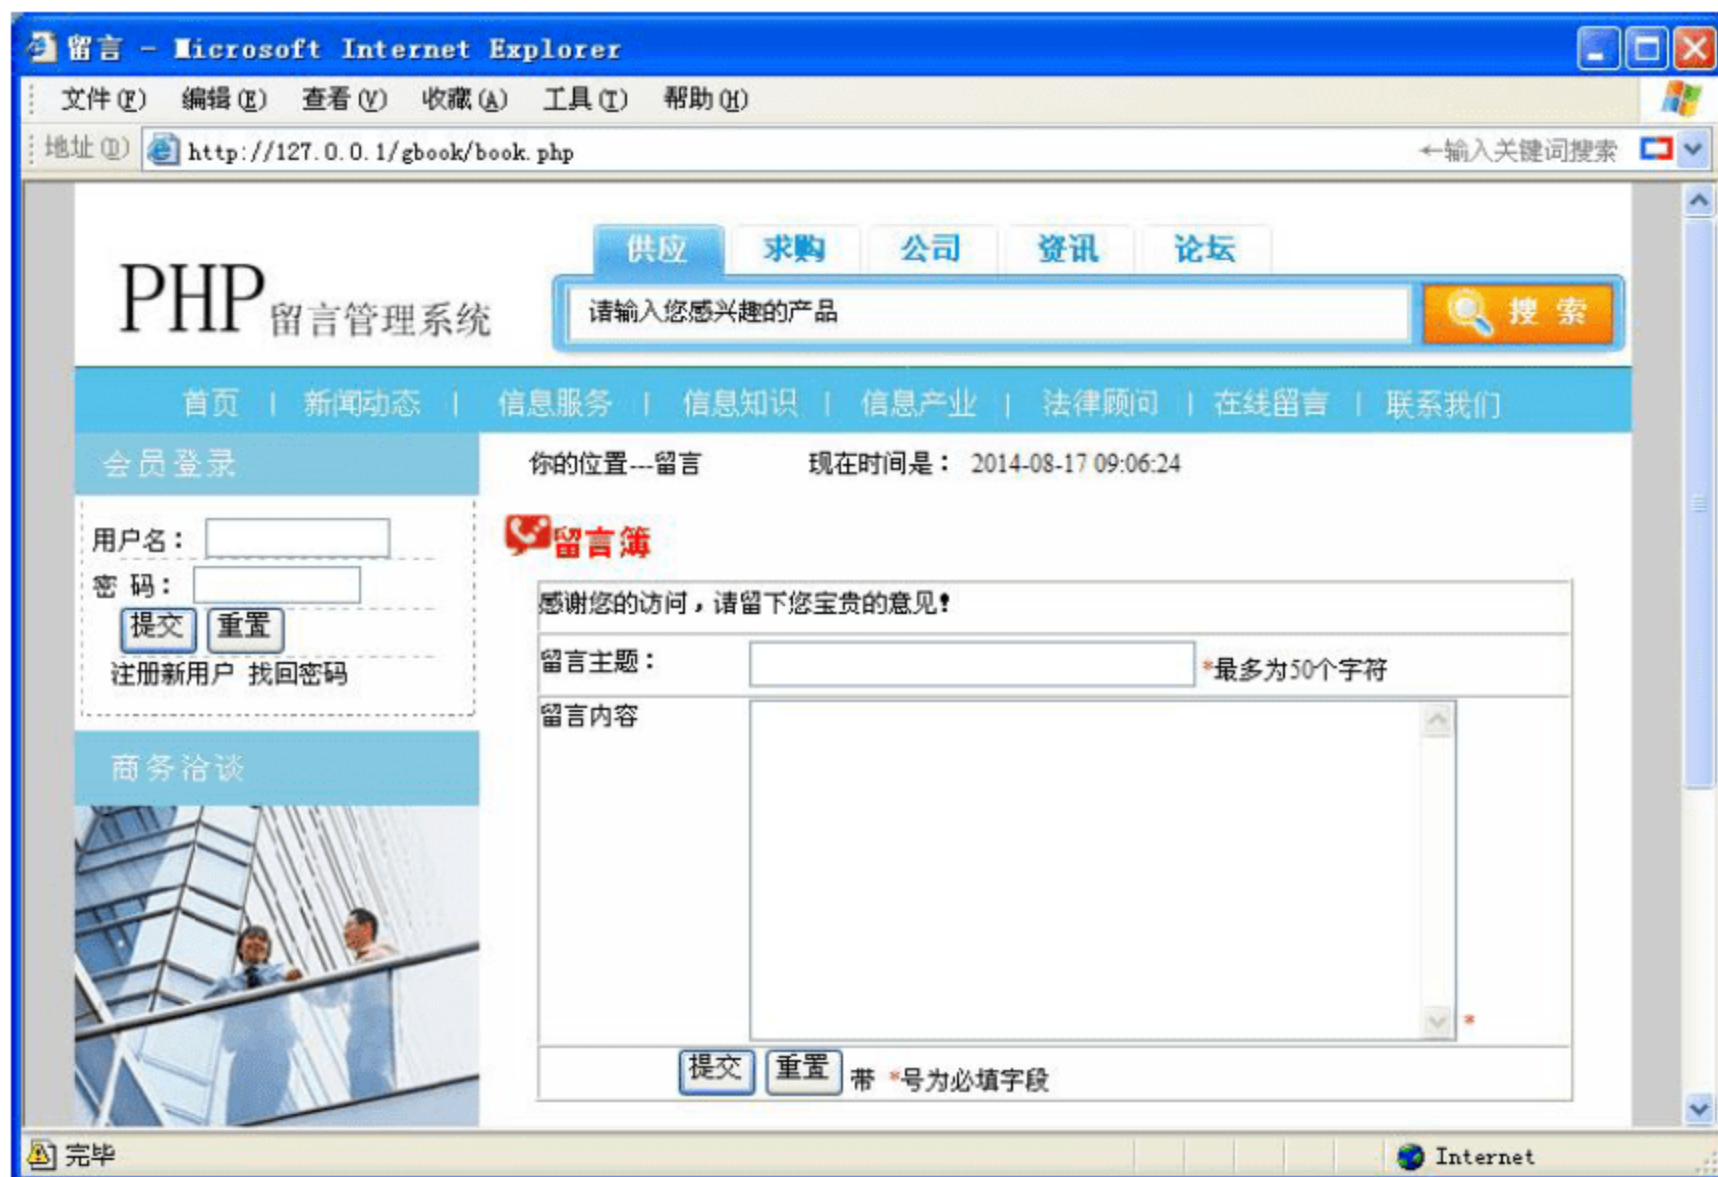 留言 - Microsoft Internet Explorer
文件(F) 编辑(E) 查看(V) 收藏(A) 工具(T) 帮助(H)
地址(D) http://127.0.0.1/gbook/book.php ←输入关键词搜索
供应 求购 公司 资讯 论坛
PHP留言管理系统
请输入您感兴趣的产品 搜 索
首页 | 新闻动态 | 信息服务 | 信息知识 | 信息产业 | 法律顾问 | 在线留言 | 联系我们
会员登录
你的位置---留言 现在时间是: 2014-08-17 09:06:24
用户名:
密 码:
提交 重置
注册新用户 找回密码
商务洽谈
留言簿
感谢您的访问,请留下您宝贵的意见!
留言主题: *最多为50个字符
留言内容
*
提交 重置 带 *号为必填字段
完毕 Internet